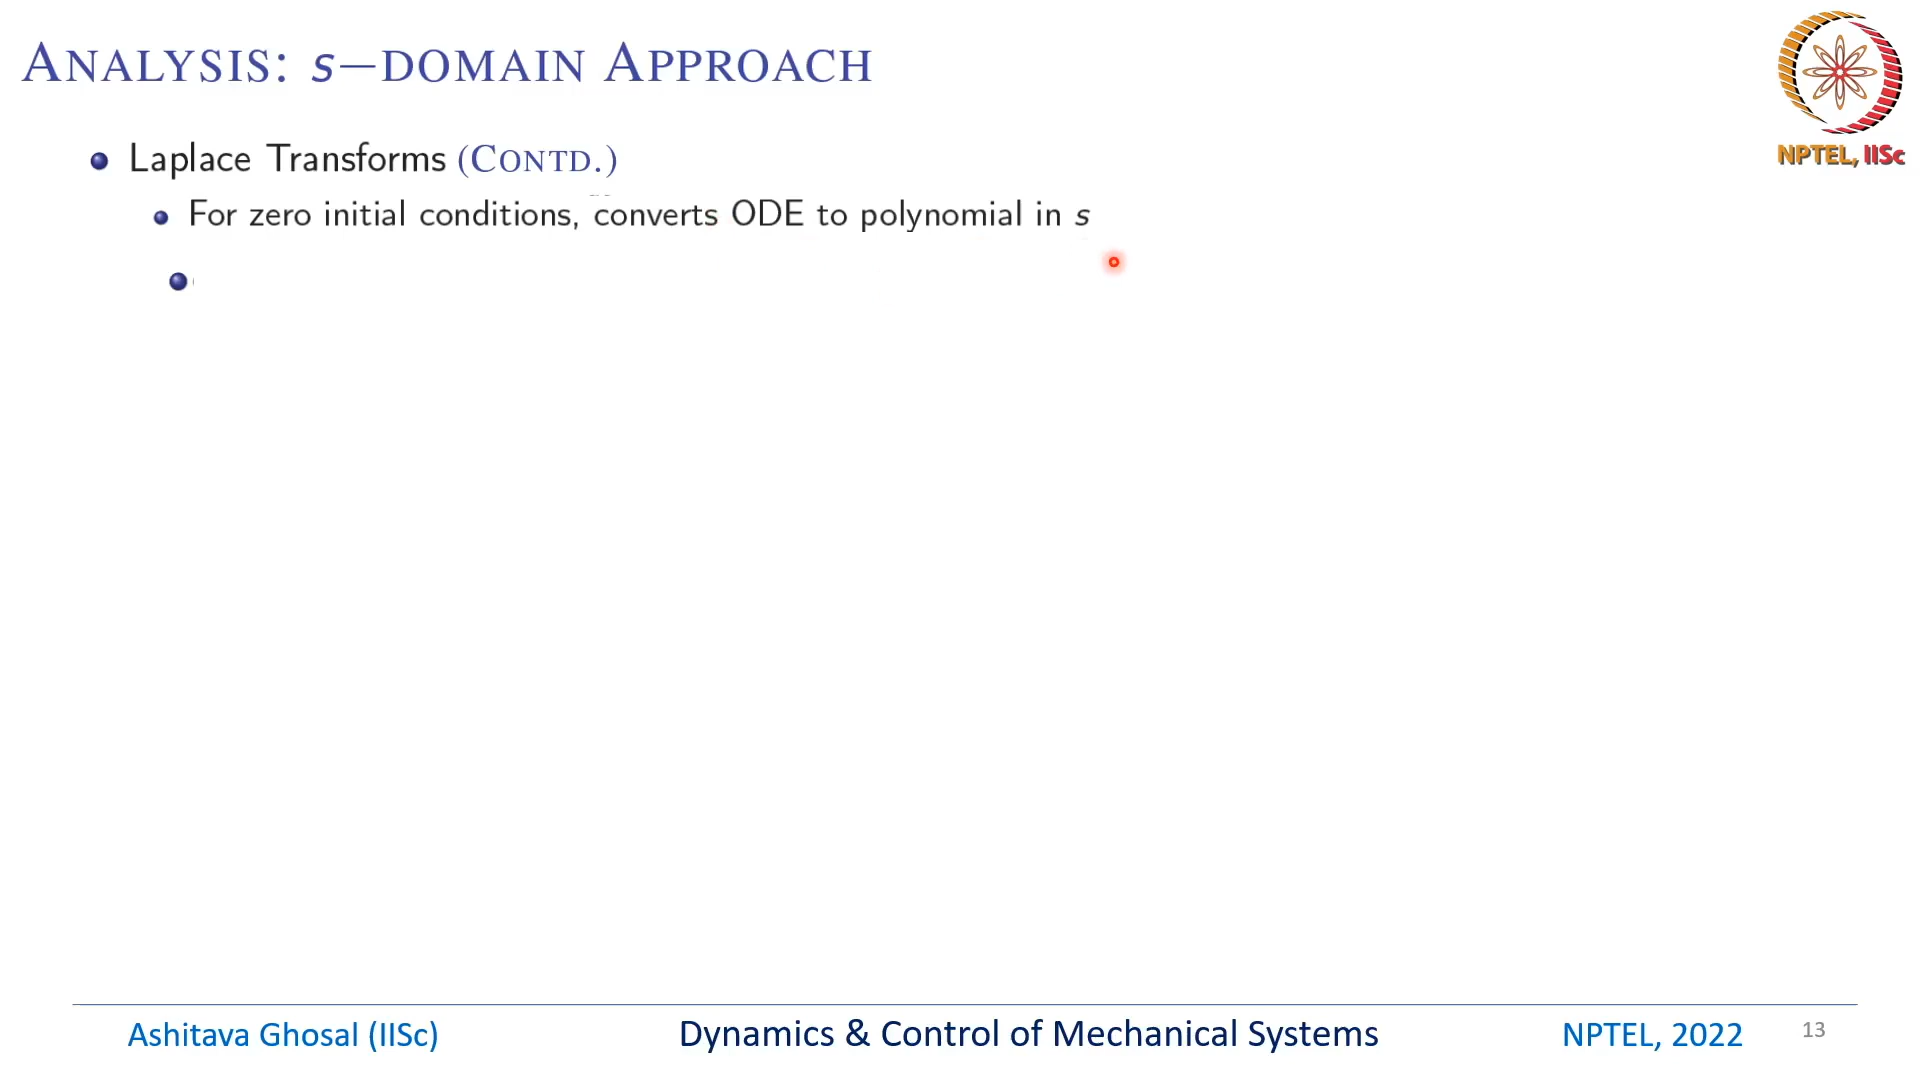 ANALYSIS: s–DOMAIN APPROACH
NPTEL, IISc
Laplace Transforms (CONTD.)
For zero initial conditions, converts ODE to polynomial in s
Ashitava Ghosal (IISc) Dynamics & Control of Mechanical Systems NPTEL, 2022 13